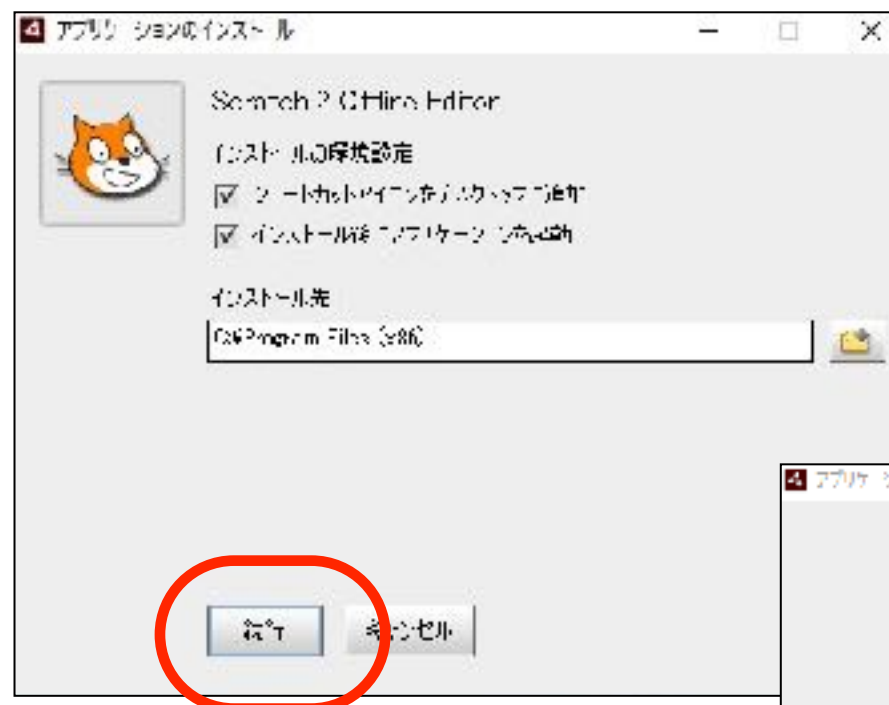 アプリケーションのインストール
Scratch 2 Offline Editor
インストールの環境設定
ショートカットアイコンをデスクトップに追加
インストール後にアプリケーションを起動
インストール先
C:¥Program Files (x86)
続行 キャンセル
アプリケーシ